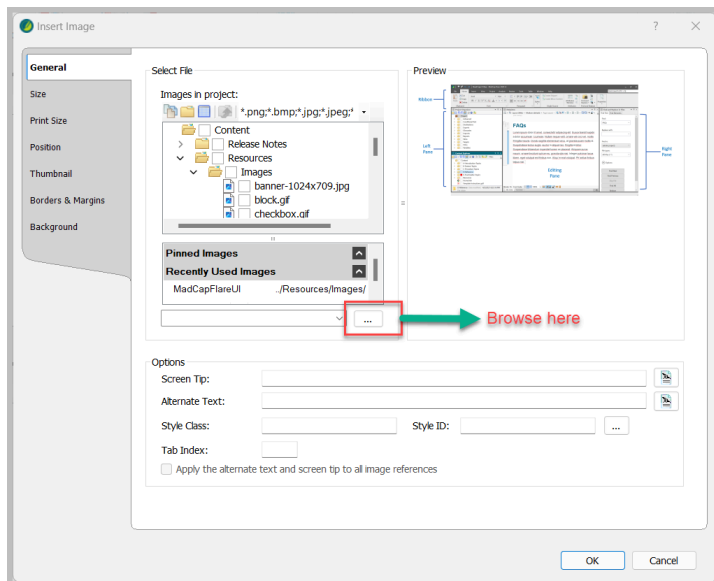 Insert Image
?
General
Size
Print Size
Position
Thumbnail
Borders & Margins
Background
Select File
Images in project:
*.png;*.bmp;*.jpg;*.jpeg;*
Content
Release Notes
Resources
Images
banner-1024x709.jpg
block.gif
checkbox.gif
Pinned Images
Recently Used Images
MadCapFlareUI ../Resources/Images/
...
Browse here
Preview
Ribbon
FAQs
Left
Pane
Editing
Pane
Right
Pane
Options
Screen Tip:
Alternate Text:
Style Class:
Style ID:
...
Tab Index:
Apply the alternate text and screen tip to all image references
OK
Cancel